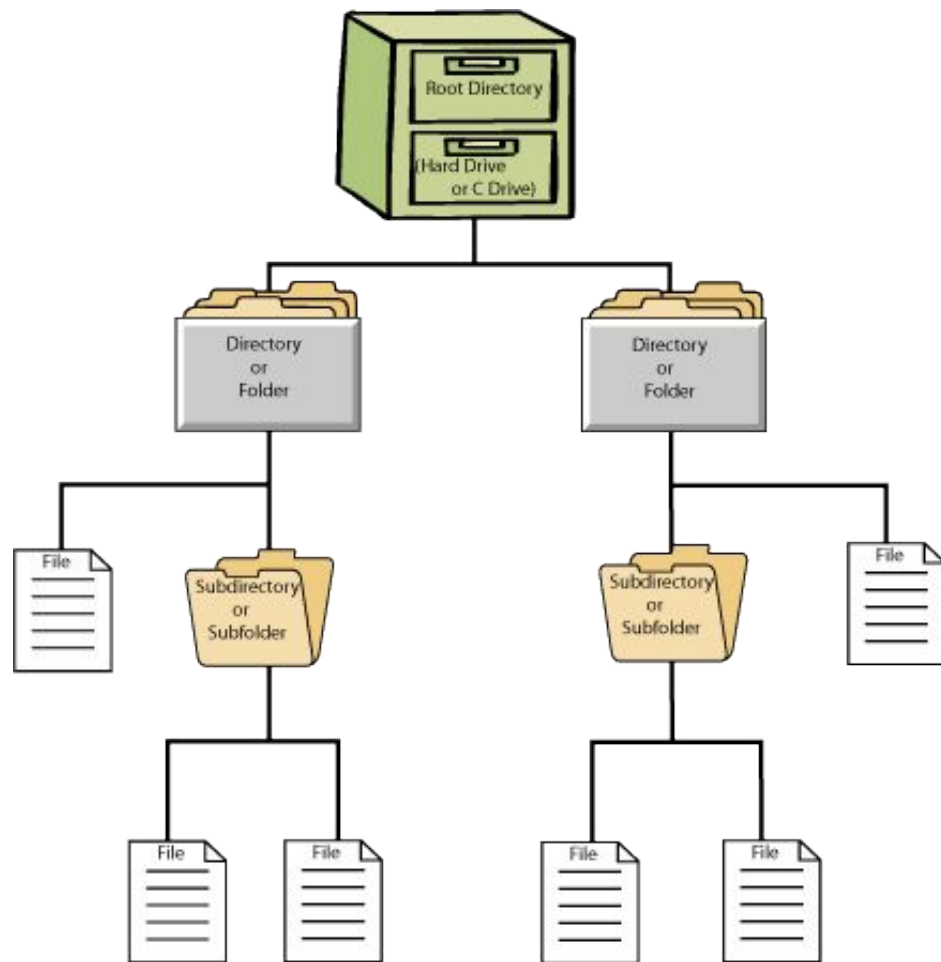 Root Directory
(Hard Drive
or C Drive)
Directory
or
Folder
Directory
or
Folder
File
Subdirectory
or
Subfolder
Subdirectory
or
Subfolder
File
File
File
File
File